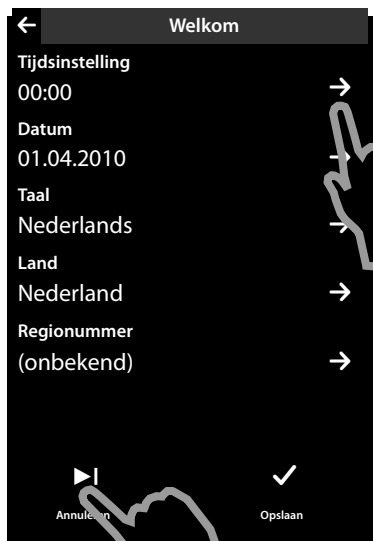 Welkom
Tijdsinstelling
00:00
Datum
01.04.2010
Taal
Nederlands
Land
Nederland
Regionummer
(onbekend)
Annuleren Opslaan